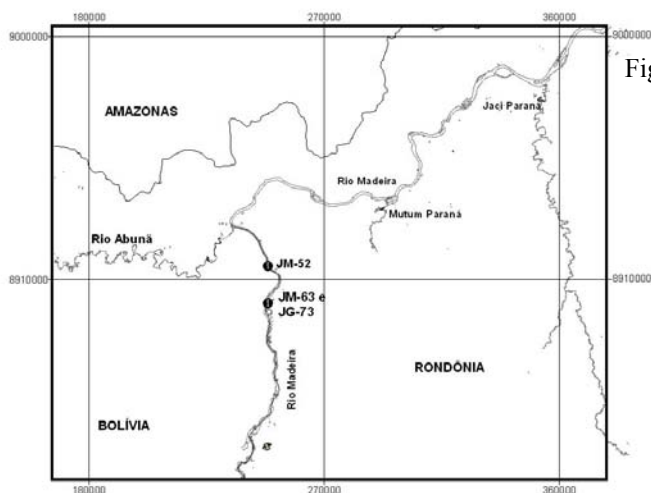 180000 270000 360000
9000000 9000000
Fig
AMAZONAS
Jaci Paraná
Rio Madeira
Mutum Paraná
Rio Abunã
JM-52
8910000 8910000
JM-63 e
JG-73
Rio Madeira
RONDÔNIA
BOLÍVIA
180000 270000 360000